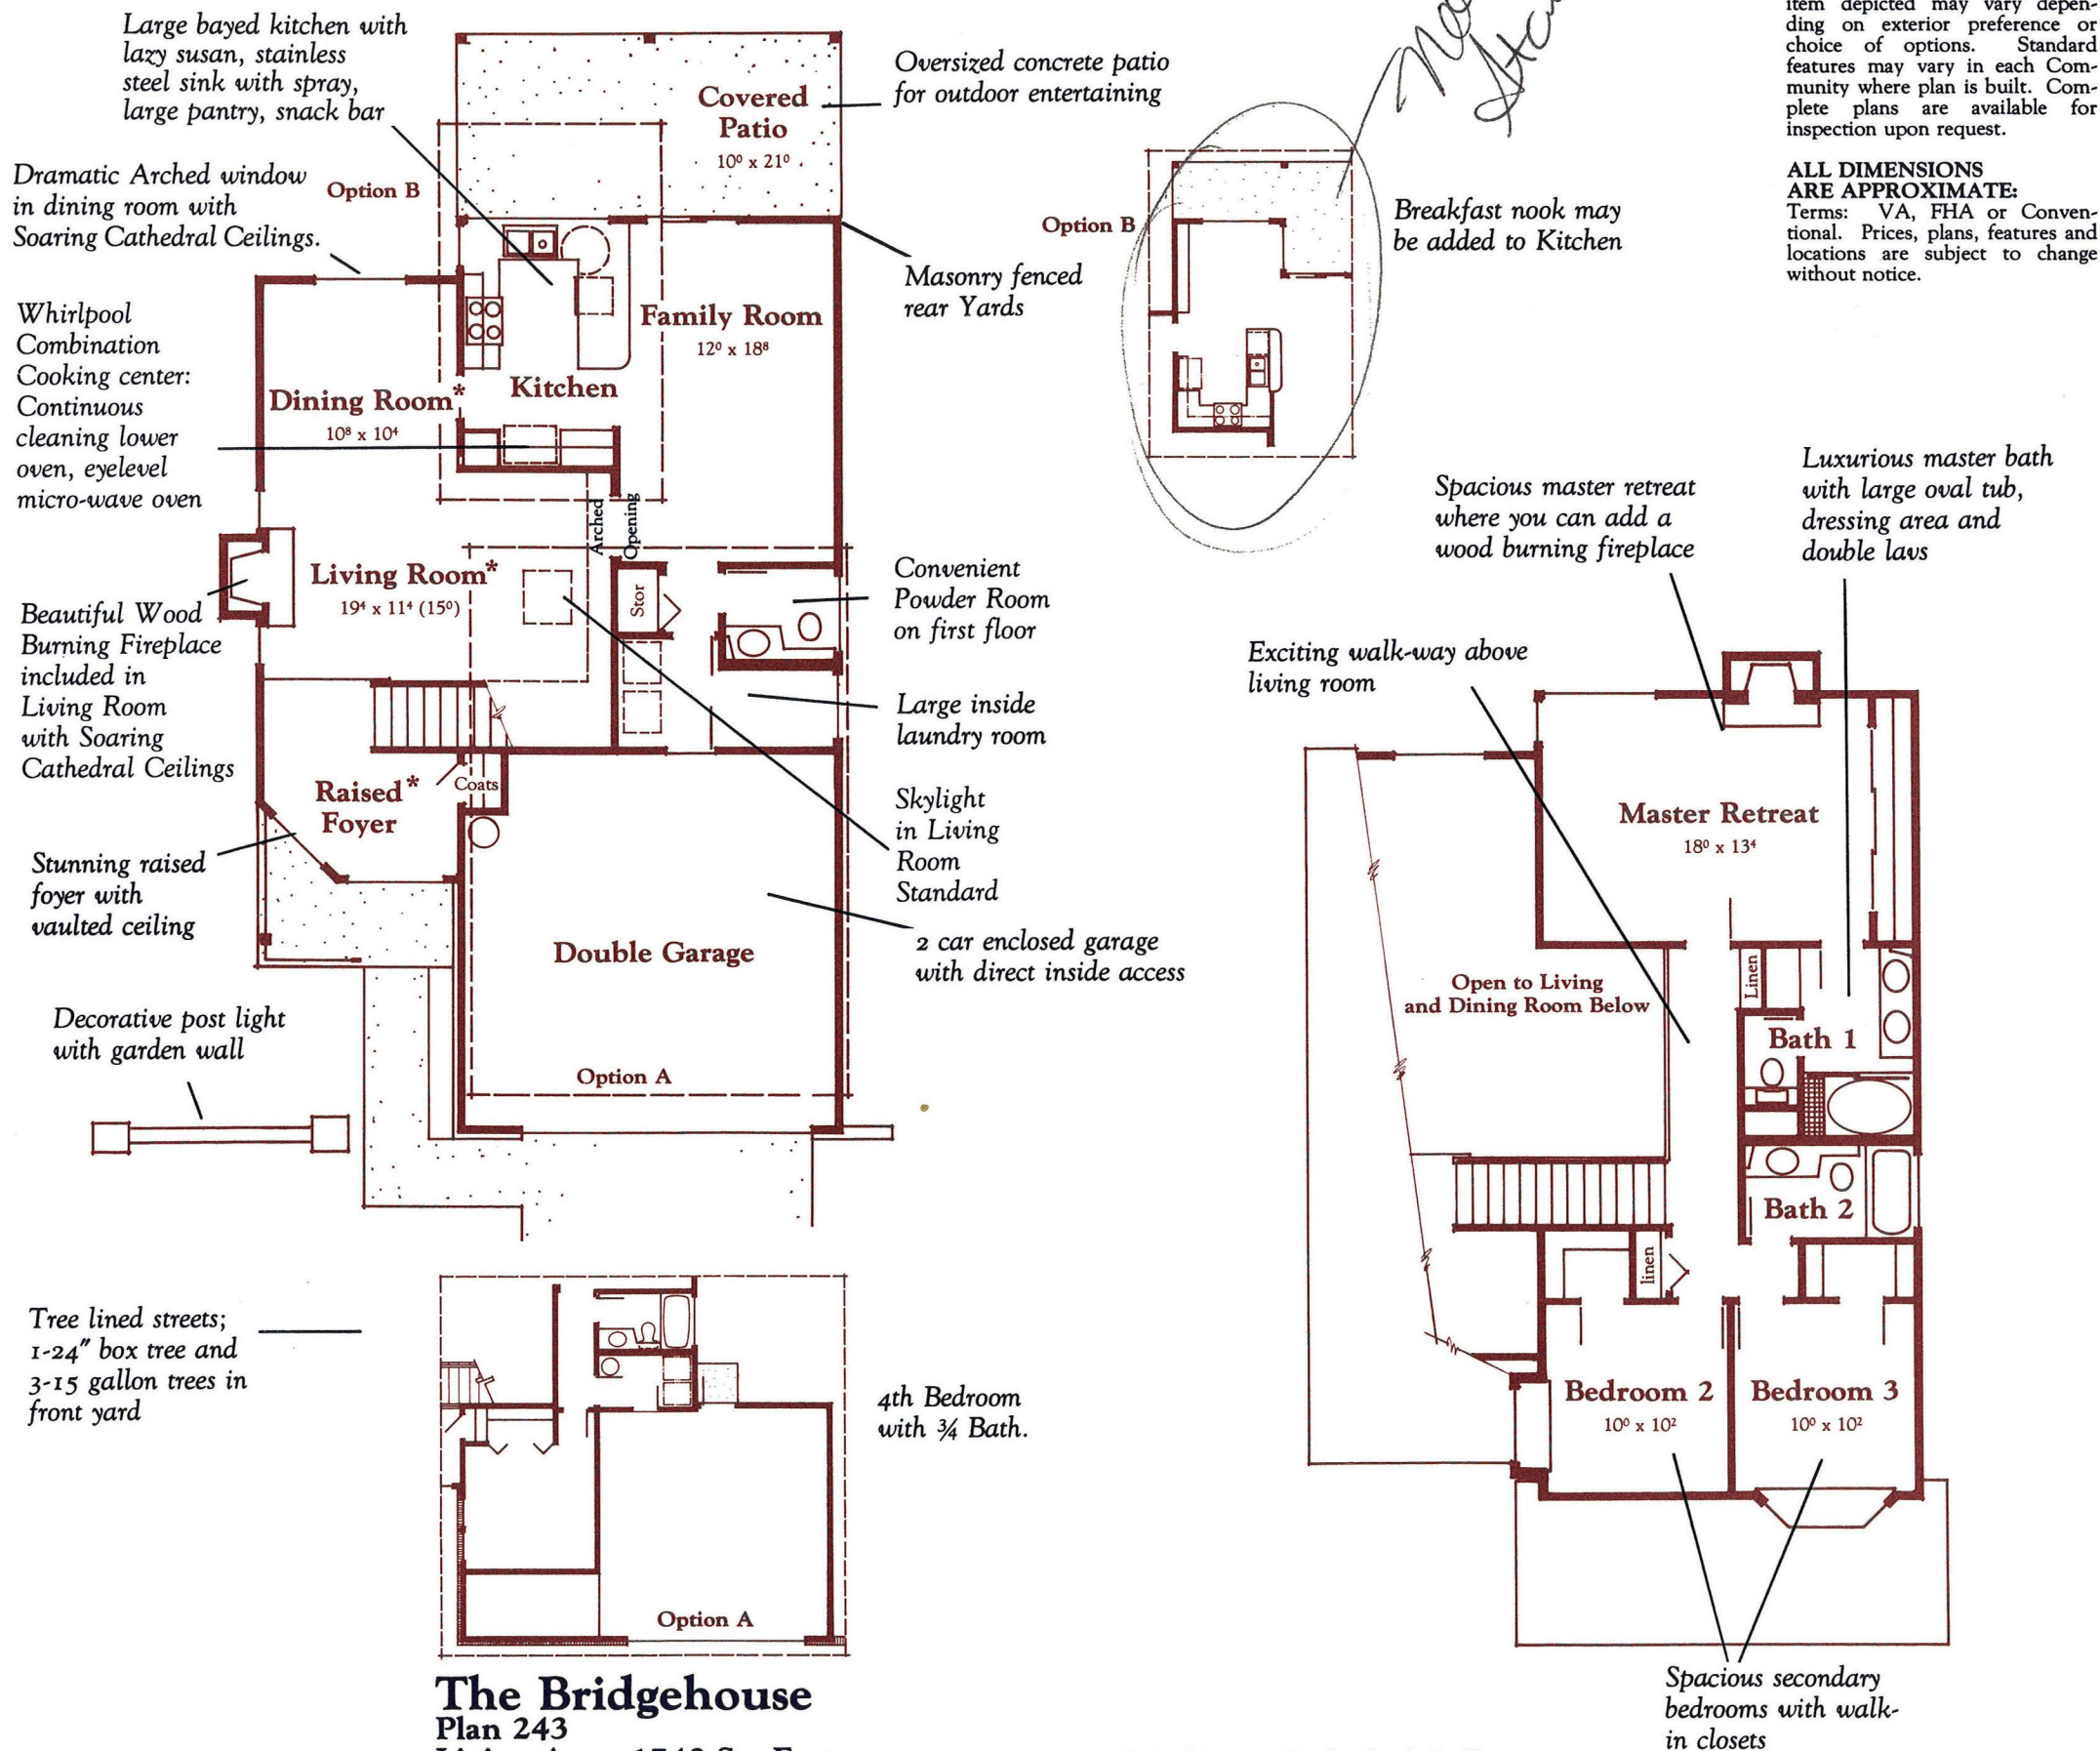 Large bayed kitchen with
lazy susan, stainless
steel sink with spray,
large pantry, snack bar
Covered
Patio
10⁰ x 21⁰
Oversized concrete patio
for outdoor entertaining
item depicted may vary depen-
ding on exterior preference or
choice of options. Standard
features may vary in each Com-
munity where plan is built. Com-
plete plans are available for
inspection upon request.
ALL DIMENSIONS
ARE APPROXIMATE:
Terms: VA, FHA or Conven-
tional. Prices, plans, features and
locations are subject to change
without notice.
Dramatic Arched window
in dining room with
Soaring Cathedral Ceilings.
Option B
Option B
Breakfast nook may
be added to Kitchen
Masonry fenced
rear Yards
Whirlpool
Combination
Cooking center:
Continuous
cleaning lower
oven, eyelevel
micro-wave oven
Family Room
12⁰ x 18⁸
Kitchen
Dining Room*
10⁸ x 10⁴
Arched
Opening
Living Room*
19⁴ x 11⁴ (15⁰)
Stor
Convenient
Powder Room
on first floor
Beautiful Wood
Burning Fireplace
included in
Living Room
with Soaring
Cathedral Ceilings
Large inside
laundry room
Raised*
Foyer
Coats
Skylight
in Living
Room
Standard
Stunning raised
foyer with
vaulted ceiling
Double Garage
2 car enclosed garage
with direct inside access
Decorative post light
with garden wall
Option A
Spacious master retreat
where you can add a
wood burning fireplace
Luxurious master bath
with large oval tub,
dressing area and
double lavs
Exciting walk-way above
living room
Master Retreat
18⁰ x 13⁴
Open to Living
and Dining Room Below
Linen
Bath 1
Bath 2
linen
Bedroom 2
10⁰ x 10²
Bedroom 3
10⁰ x 10²
Spacious secondary
bedrooms with walk-
in closets
Tree lined streets;
1-24" box tree and
3-15 gallon trees in
front yard
4th Bedroom
with ¾ Bath.
Option A
The Bridgehouse
Plan 243